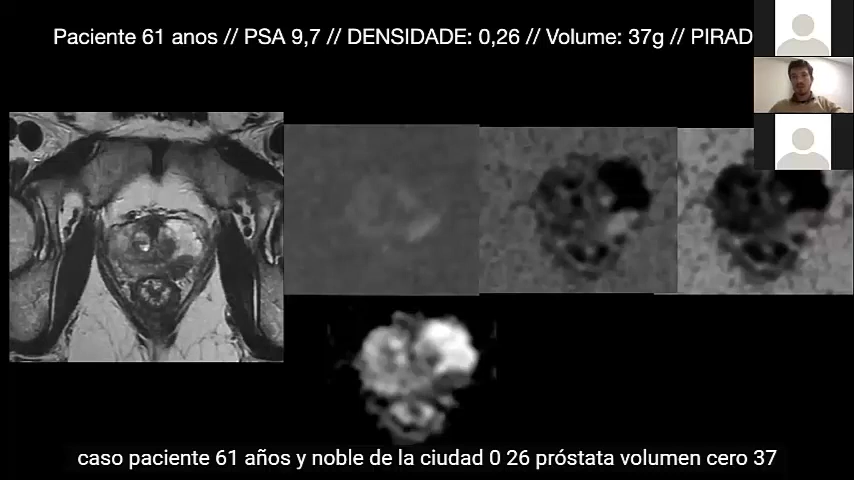 Paciente 61 anos // PSA 9,7 // DENSIDADE: 0,26 // Volume: 37g // PIRAD
caso paciente 61 años y noble de la ciudad 0 26 próstata volumen cero 37